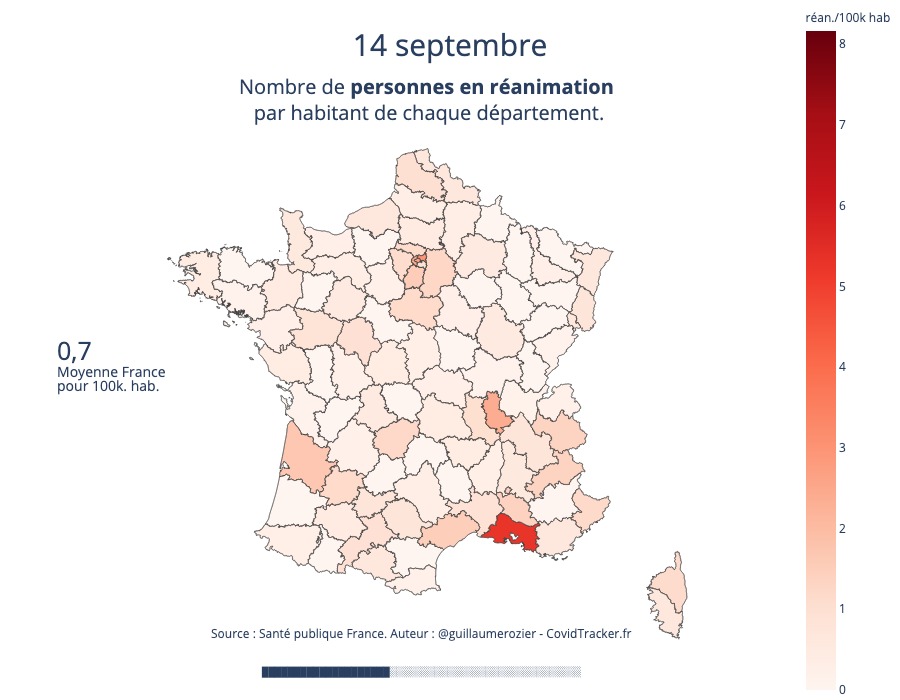 réan./100k hab
14 septembre
Nombre de personnes en réanimation
par habitant de chaque département.
8
7
6
5
4
3
2
1
0
0,7
Moyenne France
pour 100k. hab.
Source : Santé publique France. Auteur : @guillaumerozier - CovidTracker.fr